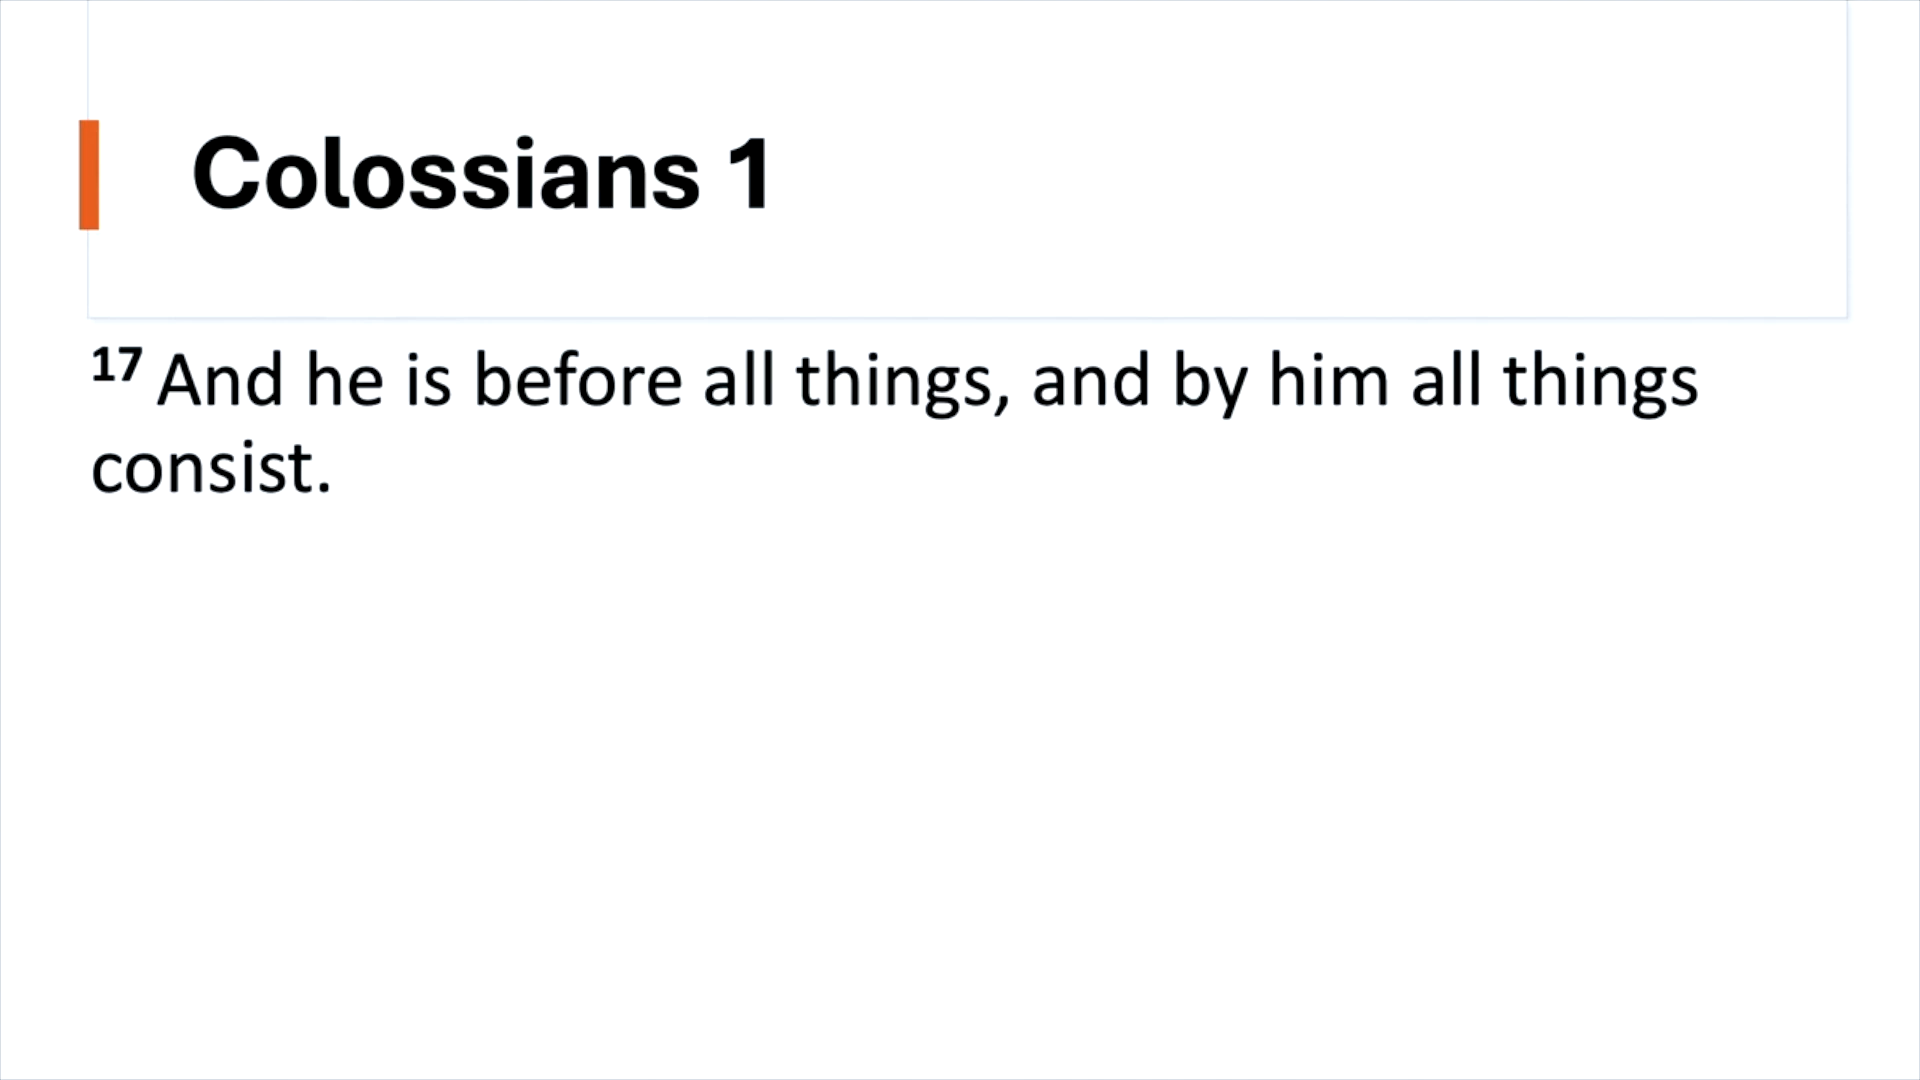 Colossians 1
17 And he is before all things, and by him all things
consist.